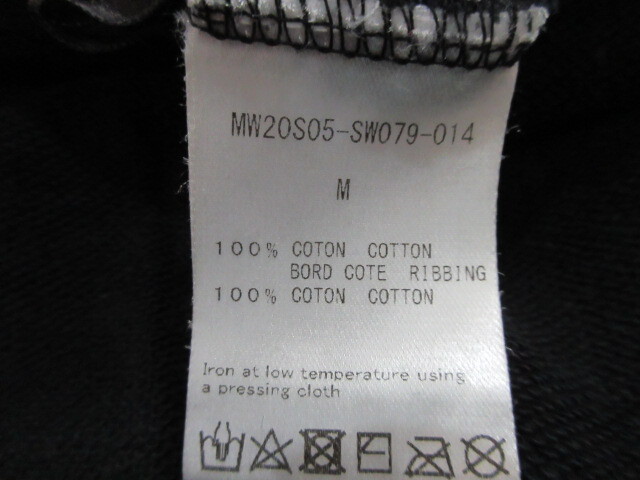 MW20S05-SW079-014
M
100% COTON COTTON
BORD COTE RIBBING
100% COTON COTTON
Iron at low temperature using
a pressing cloth